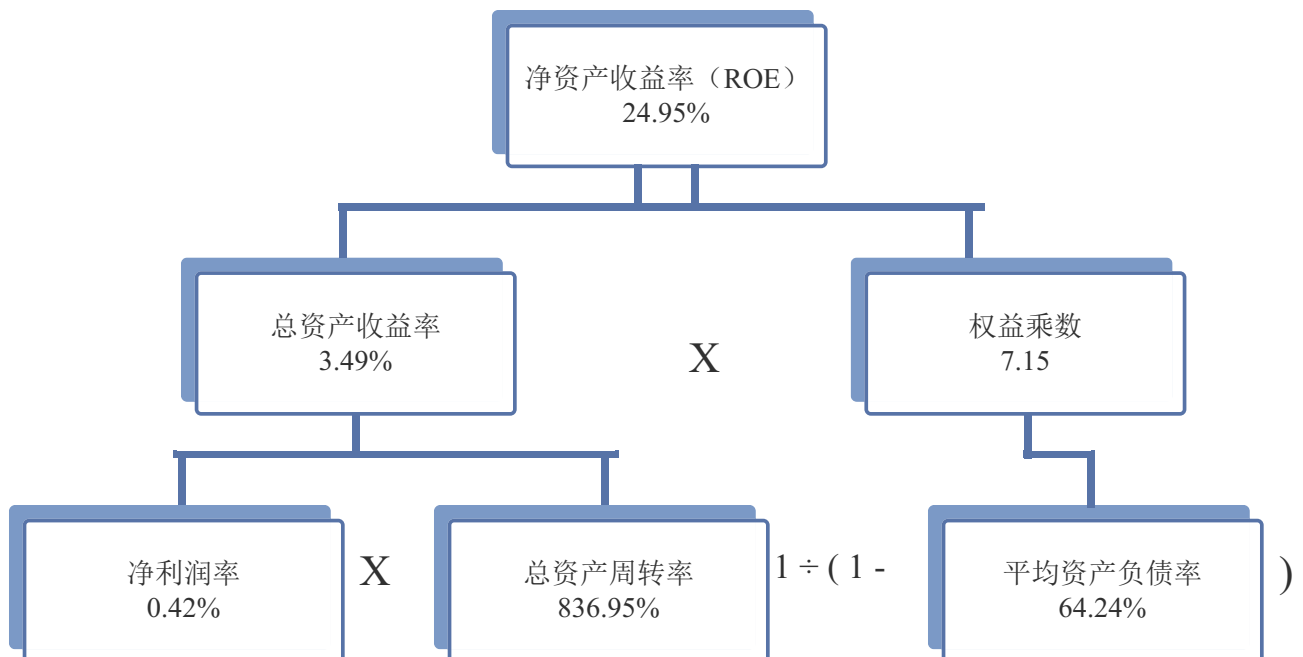 净资产收益率（ROE）
24.95%
总资产收益率
3.49%
X
权益乘数
7.15
净利润率
0.42%
X
总资产周转率
836.95%
1 ÷ ( 1 -
平均资产负债率
64.24%
)